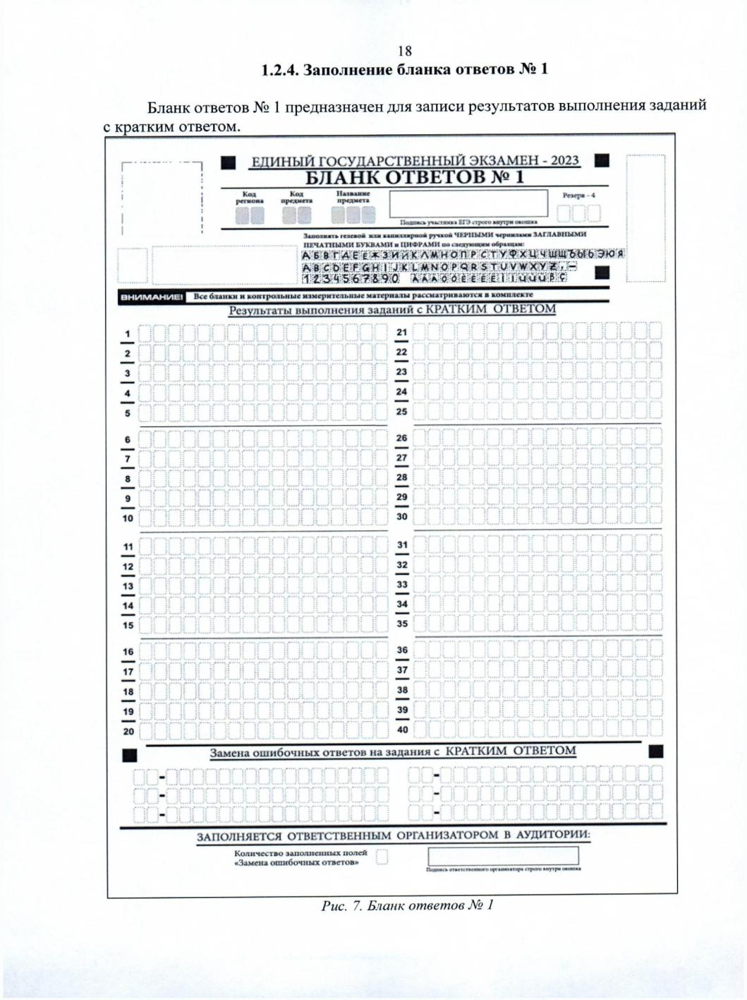 18
1.2.4. Заполнение бланка ответов № 1
Бланк ответов № 1 предназначен для записи результатов выполнения заданий
с кратким ответом.
ЕДИНЫЙ ГОСУДАРСТВЕННЫЙ ЭКЗАМЕН - 2023
БЛАНК ОТВЕТОВ № 1
Код региона
Код предмета
Название предмета
Резерв - 4
Подпись участника ЕГЭ строго внутри окошка
Заполнять гелевой или капиллярной ручкой ЧЕРНЫМИ чернилами ЗАГЛАВНЫМИ
ПЕЧАТНЫМИ БУКВАМИ и ЦИФРАМИ по следующим образцам:
АБВГДЕЁЖЗИЙКЛМНОПРСТУФХЦЧШЩЪЫЬЭЮЯ
ABCDEFGHIJKLMNOPQRSTUVWXYZ,-
1234567890
ВНИМАНИЕ! Все бланки и контрольные измерительные материалы рассматриваются в комплекте
Результаты выполнения заданий с КРАТКИМ ОТВЕТОМ
1 21
2 22
3 23
4 24
5 25
6 26
7 27
8 28
9 29
10 30
11 31
12 32
13 33
14 34
15 35
16 36
17 37
18 38
19 39
20 40
Замена ошибочных ответов на задания с КРАТКИМ ОТВЕТОМ
- -
- -
- -
ЗАПОЛНЯЕТСЯ ОТВЕТСТВЕННЫМ ОРГАНИЗАТОРОМ В АУДИТОРИИ:
Количество заполненных полей
«Замена ошибочных ответов»
Подпись ответственного организатора строго внутри окошка
Рис. 7. Бланк ответов № 1